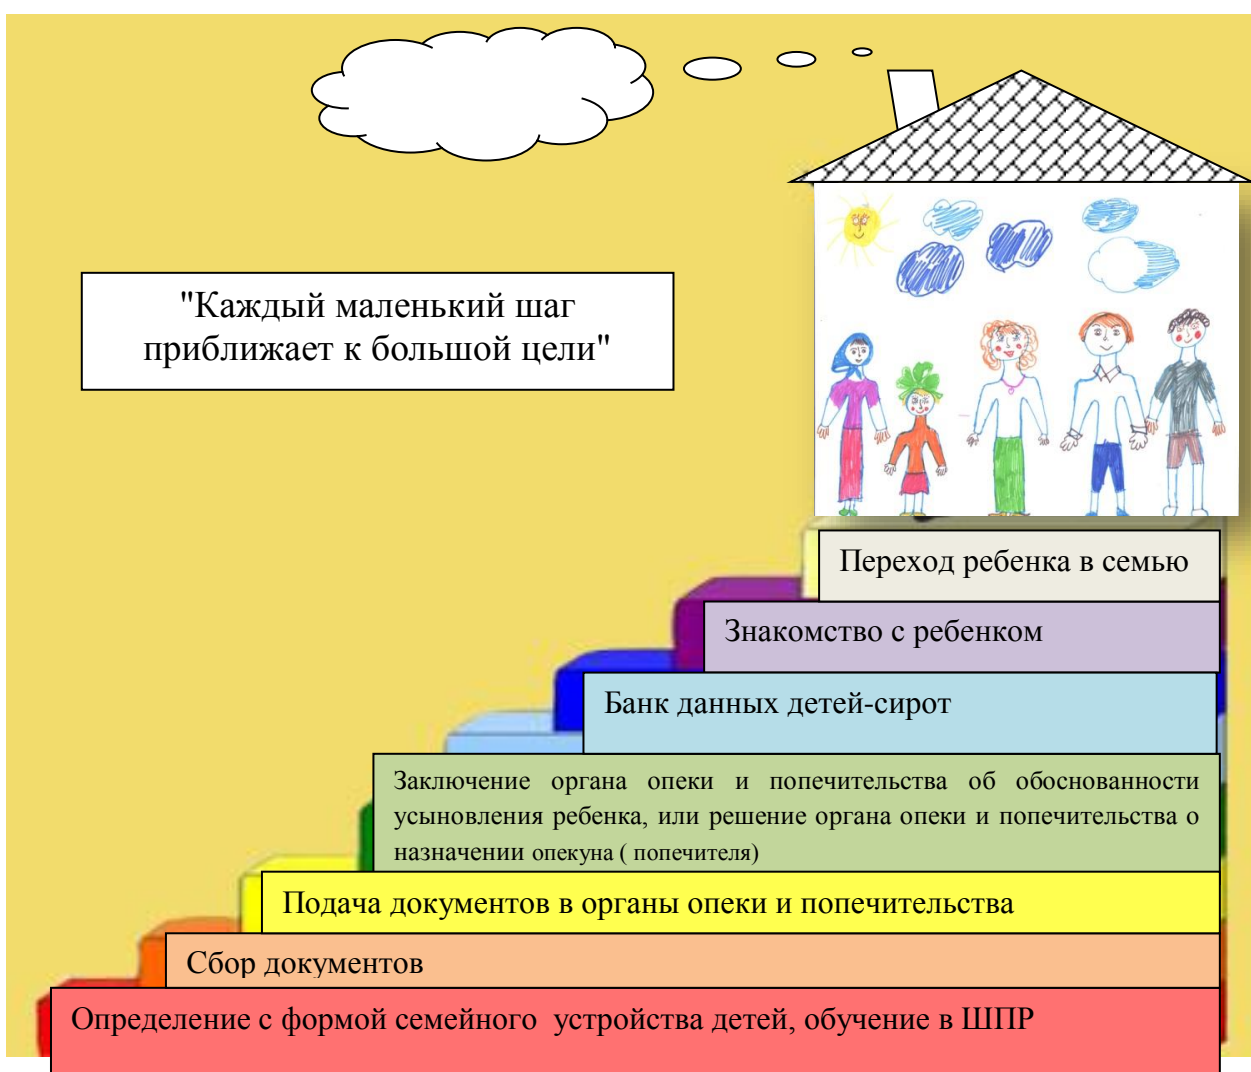 "Каждый маленький шаг
приближает к большой цели"
Переход ребенка в семью
Знакомство с ребенком
Банк данных детей-сирот
Заключение органа опеки и попечительства об обоснованности
усыновления ребенка, или решение органа опеки и попечительства о
назначении опекуна ( попечителя)
Подача документов в органы опеки и попечительства
Сбор документов
Определение с формой семейного устройства детей, обучение в ШПР